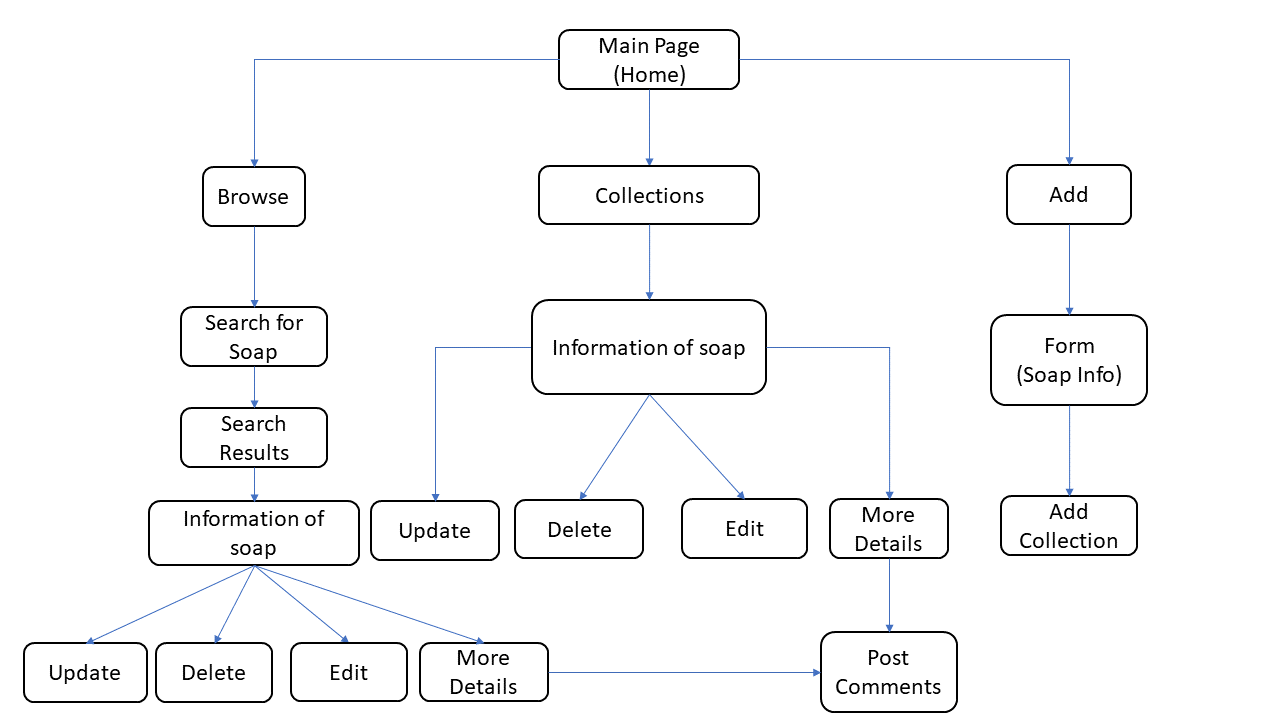 Main Page
(Home)
Browse
Collections
Add
Search for
Soap
Information of soap
Form
(Soap Info)
Search
Results
Information of
soap
Update
Delete
Edit
More
Details
Add
Collection
Update
Delete
Edit
More
Details
Post
Comments